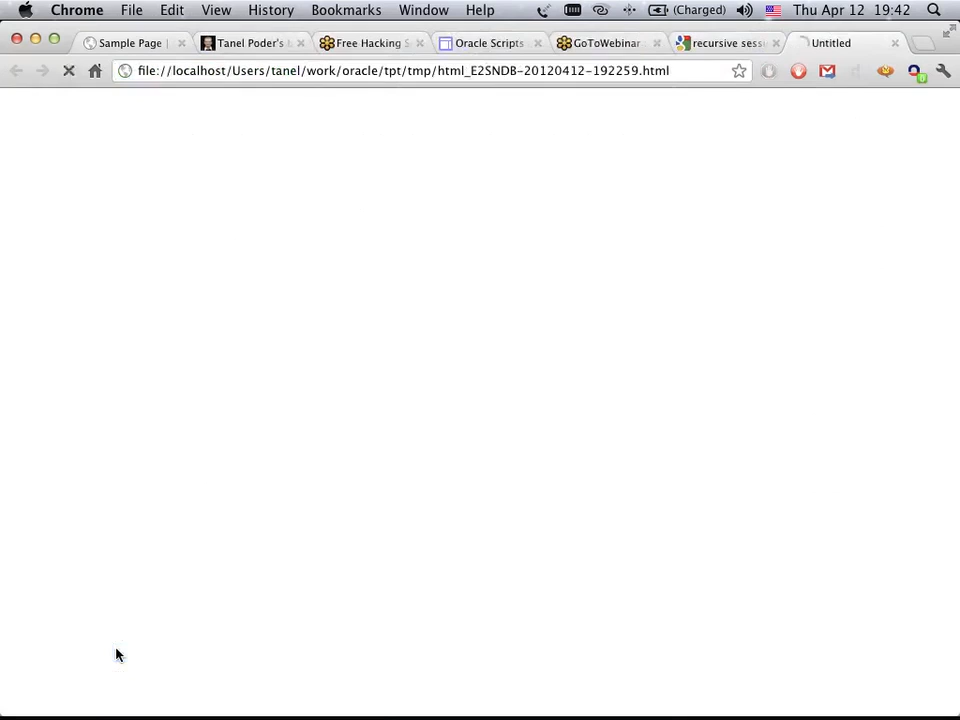 Chrome File Edit View History Bookmarks Window Help (Charged) Thu Apr 12 19:42
Sample Page | Tanel Poder's b Free Hacking S Oracle Scripts GoToWebinar recursive sessi Untitled
file://localhost/Users/tanel/work/oracle/tpt/tmp/html_E2SNDB-20120412-192259.html